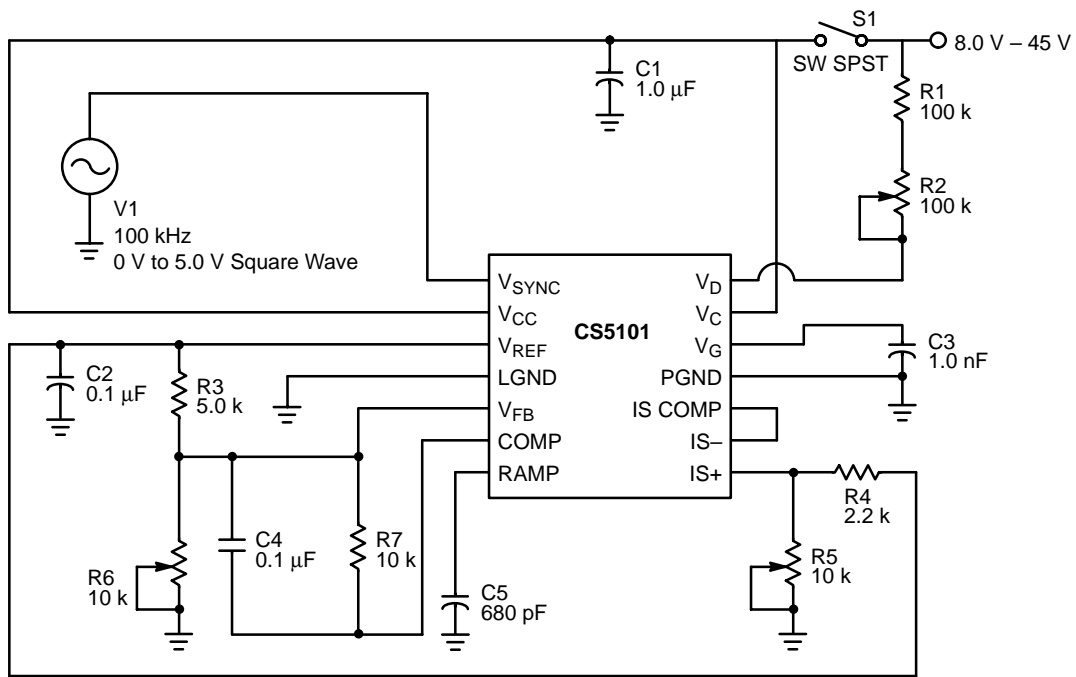 S1
8.0 V – 45 V
SW SPST
C1
1.0 μF
R1
100 k
R2
100 k
V1
100 kHz
0 V to 5.0 V Square Wave
CS5101
VSYNC
VCC
VREF
LGND
VFB
COMP
RAMP
VD
VC
VG
PGND
IS COMP
IS–
IS+
C3
1.0 nF
C2
0.1 μF
R3
5.0 k
R4
2.2 k
C4
0.1 μF
R7
10 k
R6
10 k
C5
680 pF
R5
10 k